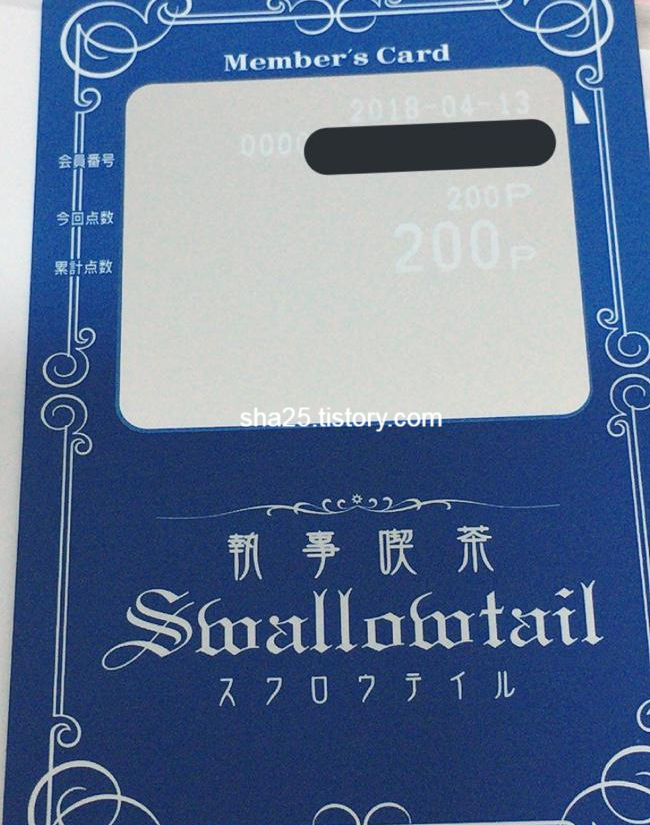 Member's Card
2018-04-13
会員番号 0000
今回点数 200P
累計点数 200P
sha25.tistory.com
執事喫茶
Swallowtail
スワロウテイル